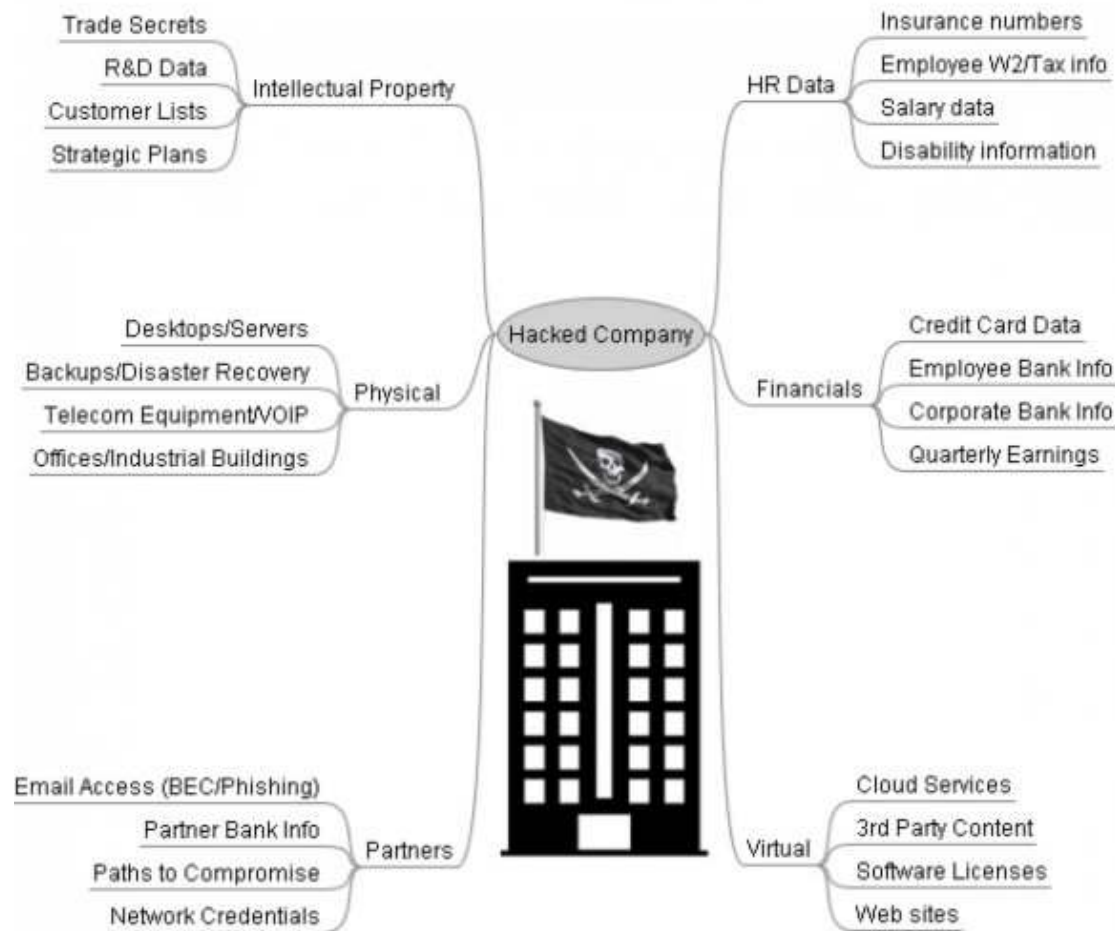 Trade Secrets
R&D Data
Customer Lists
Strategic Plans
Intellectual Property
Insurance numbers
Employee W2/Tax info
Salary data
Disability information
HR Data
Hacked Company
Desktops/Servers
Backups/Disaster Recovery
Telecom Equipment/VOIP
Offices/Industrial Buildings
Physical
Credit Card Data
Employee Bank Info
Corporate Bank Info
Quarterly Earnings
Financials
Email Access (BEC/Phishing)
Partner Bank Info
Paths to Compromise
Network Credentials
Partners
Cloud Services
3rd Party Content
Software Licenses
Web sites
Virtual